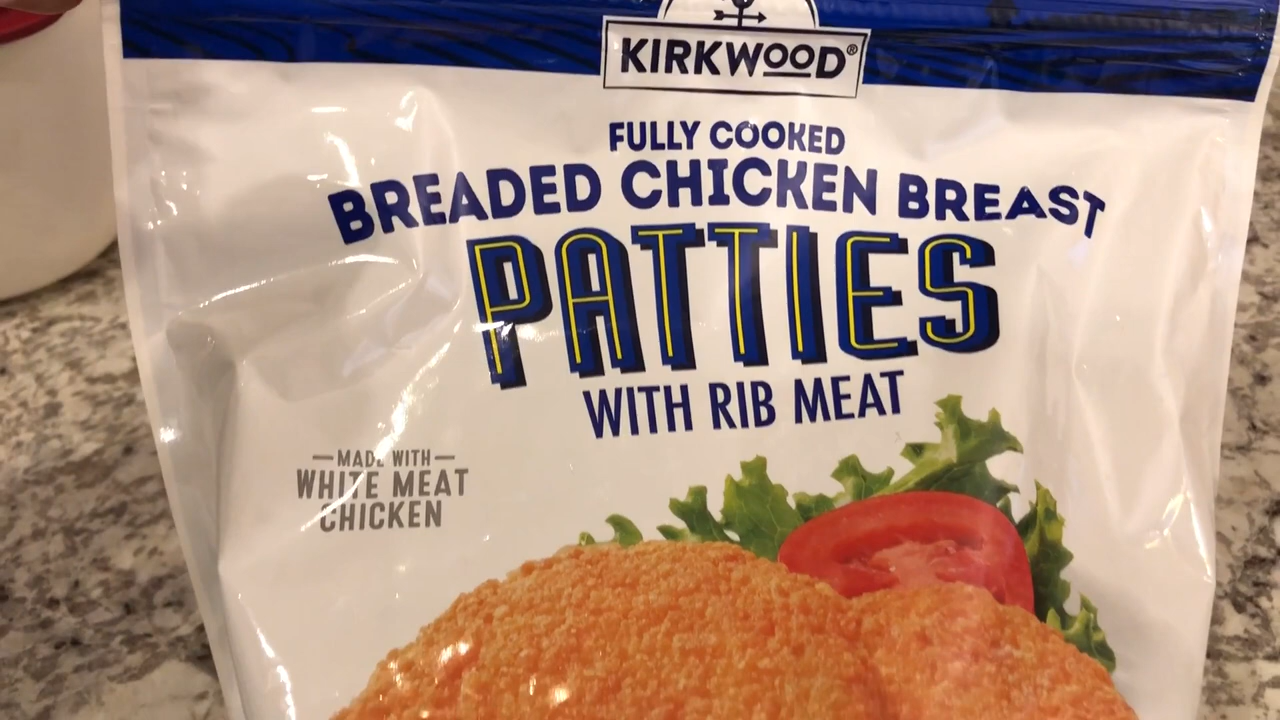 KIRKWOOD®
FULLY COOKED
BREADED CHICKEN BREAST
PATTIES
WITH RIB MEAT
MADE WITH
WHITE MEAT
CHICKEN